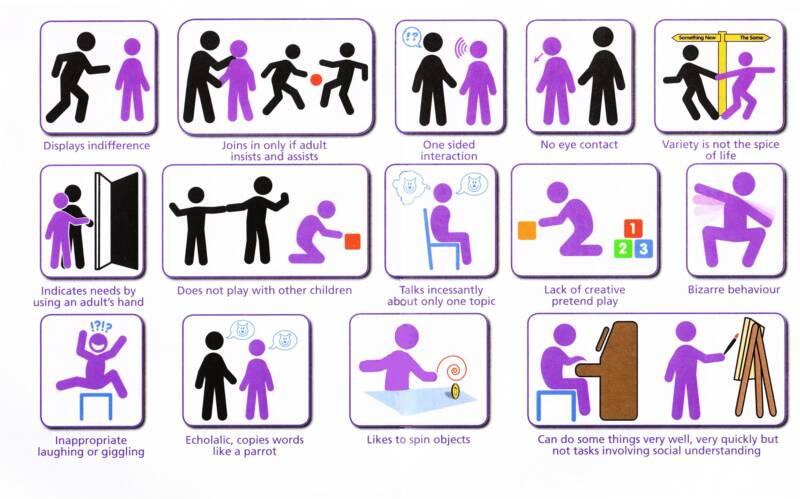 Something New
The Same
!?
Displays indifference
Joins in only if adult
insists and assists
One sided
interaction
No eye contact
Variety is not the spice
of life
1
2 3
Indicates needs by
using an adult's hand
Does not play with other children
Talks incessantly
about only one topic
Lack of creative
pretend play
Bizarre behaviour
!?!?
Inappropriate
laughing or giggling
Echolalic, copies words
like a parrot
Likes to spin objects
Can do some things very well, very quickly but
not tasks involving social understanding